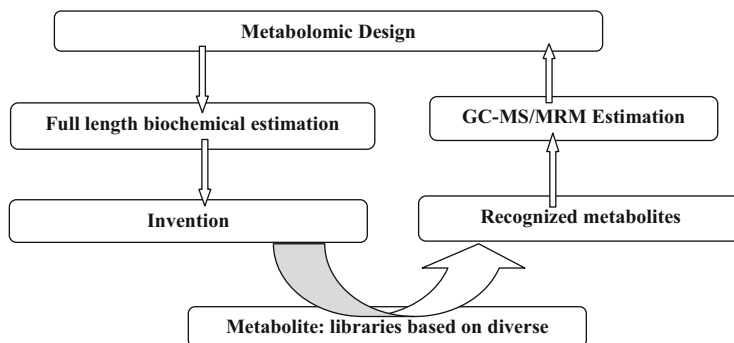 Metabolomic Design
Full length biochemical estimation
GC-MS/MRM Estimation
Invention
Recognized metabolites
Metabolite: libraries based on diverse